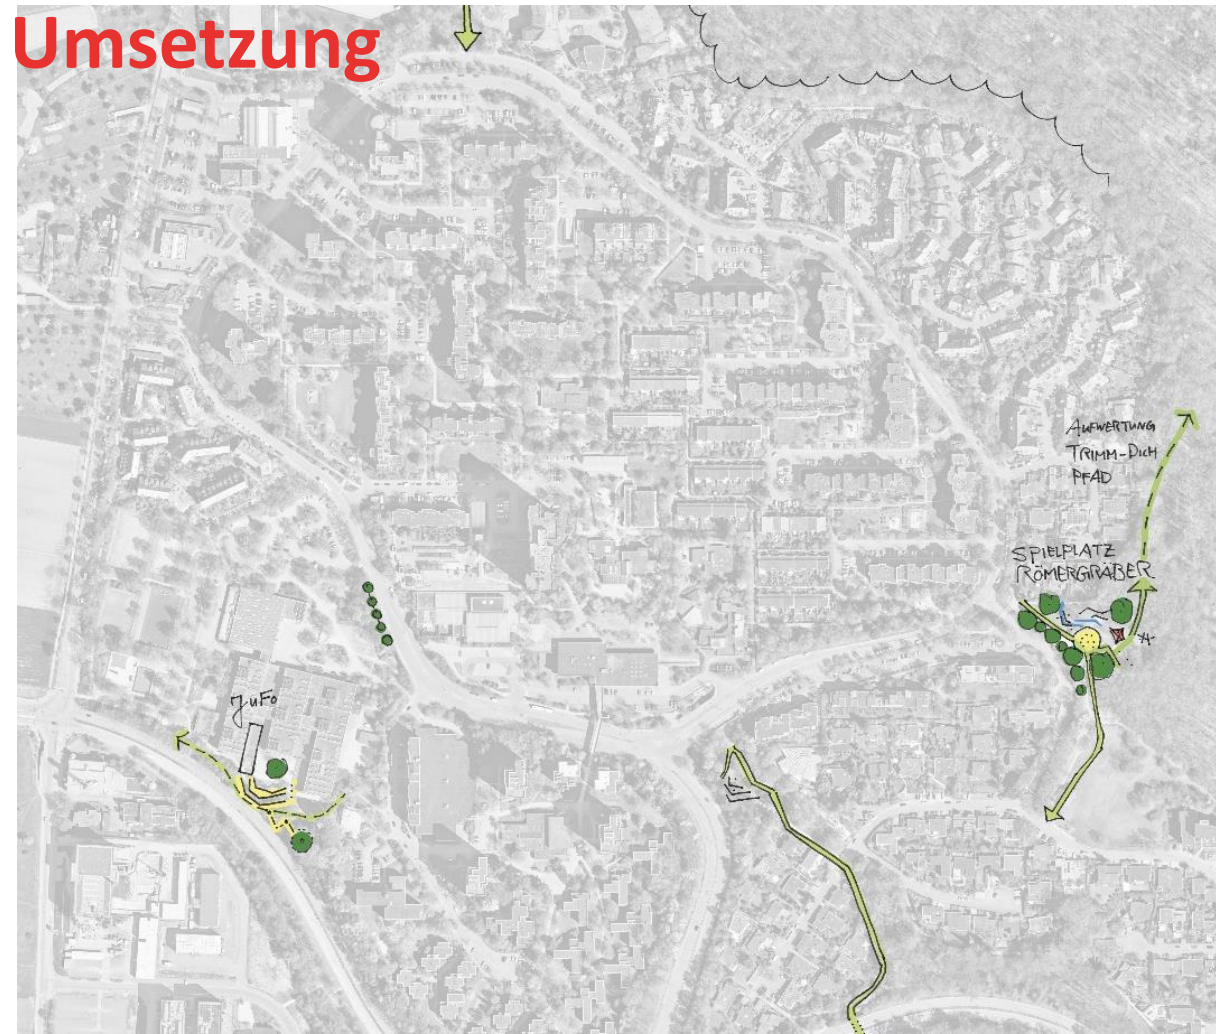 Umsetzung
AUFWERTUNG
TRIMM-DICH
PFAD
SPIELPLATZ
RÖMERGRÄBER
JuFo